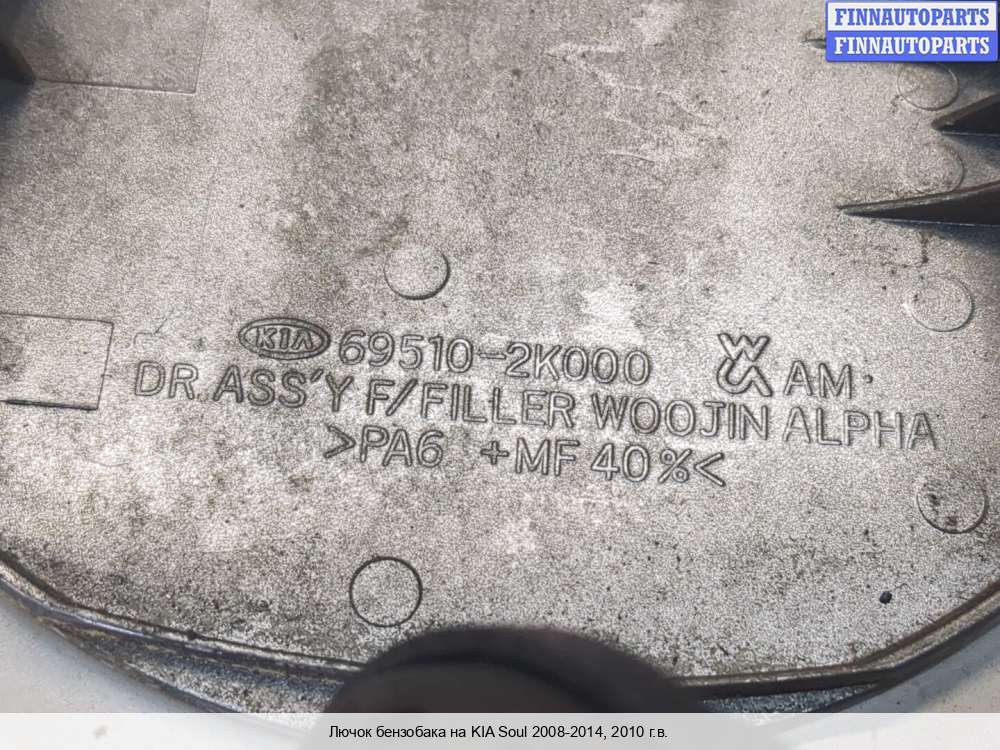 FINNAUTOPARTS
FINNAUTOPARTS
KIA 69510-2K000 AM
DR ASS'Y F/FILLER WOOJIN ALPHA
>PA6 +MF 40%<
Лючок бензобака на KIA Soul 2008-2014, 2010 г.в.